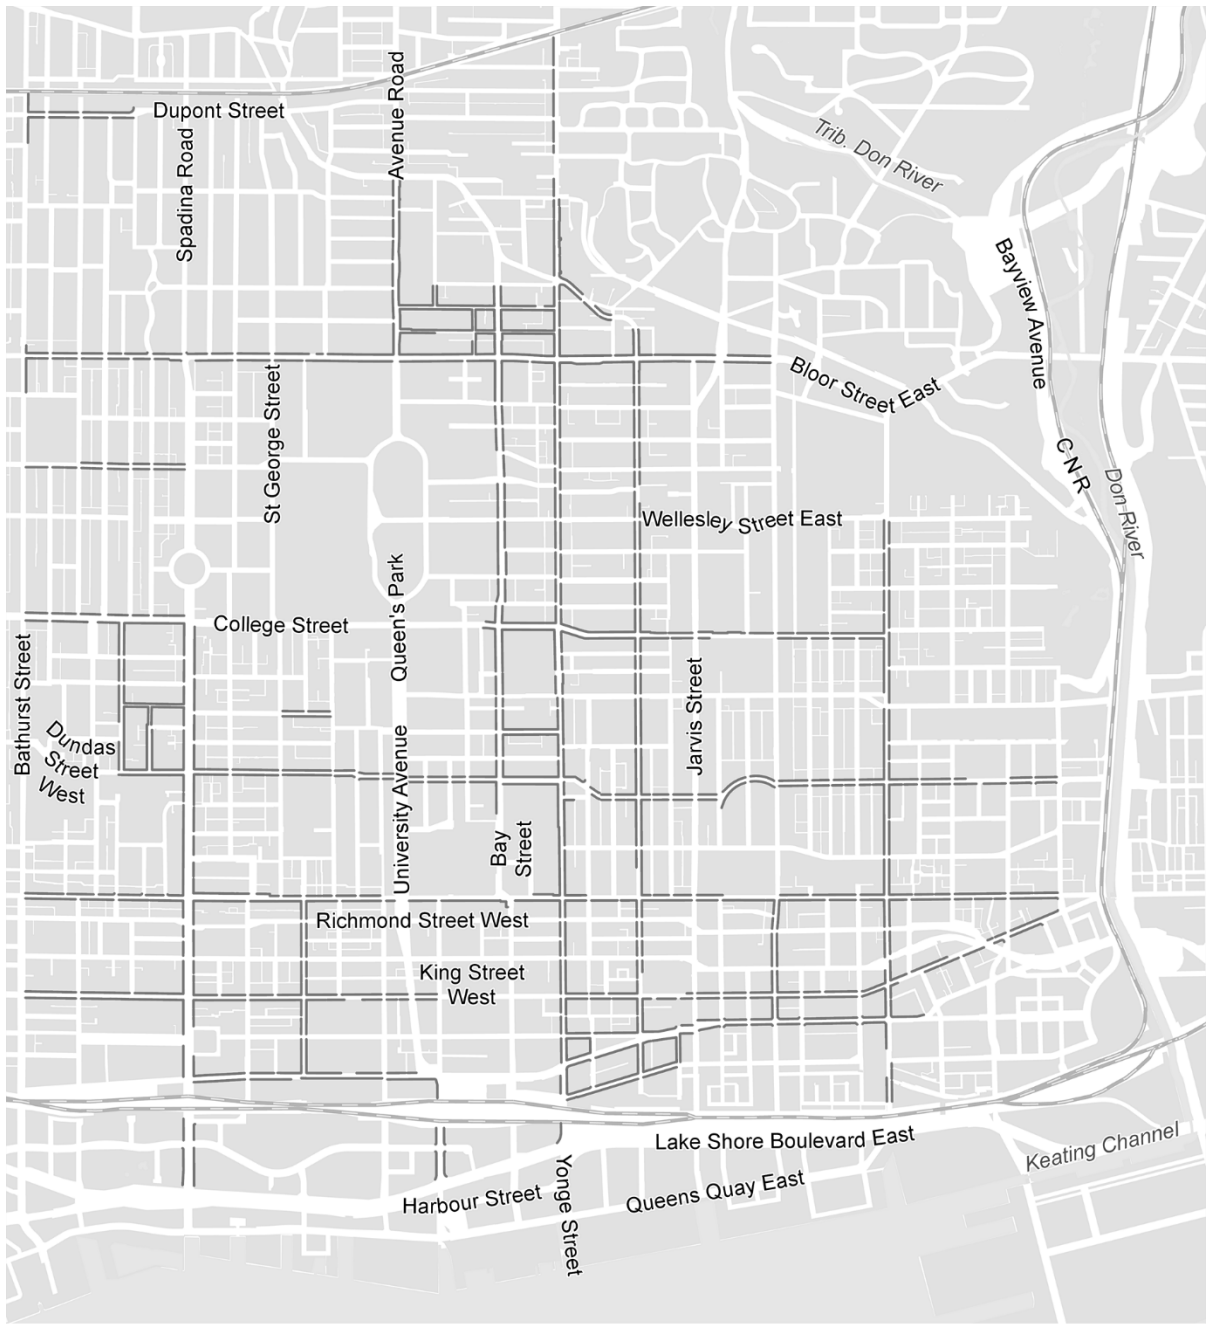 Dupont Street
Avenue Road
Spadina Road
Trib. Don River
Bayview Avenue
St George Street
Bloor Street East
C N R
Don River
Wellesley Street East
Queen's Park
College Street
Bathurst Street
Jarvis Street
Dundas
Street
West
University Avenue
Bay
Street
Richmond Street West
King Street
West
Lake Shore Boulevard East
Keating Channel
Harbour Street
Yonge Street
Queens Quay East